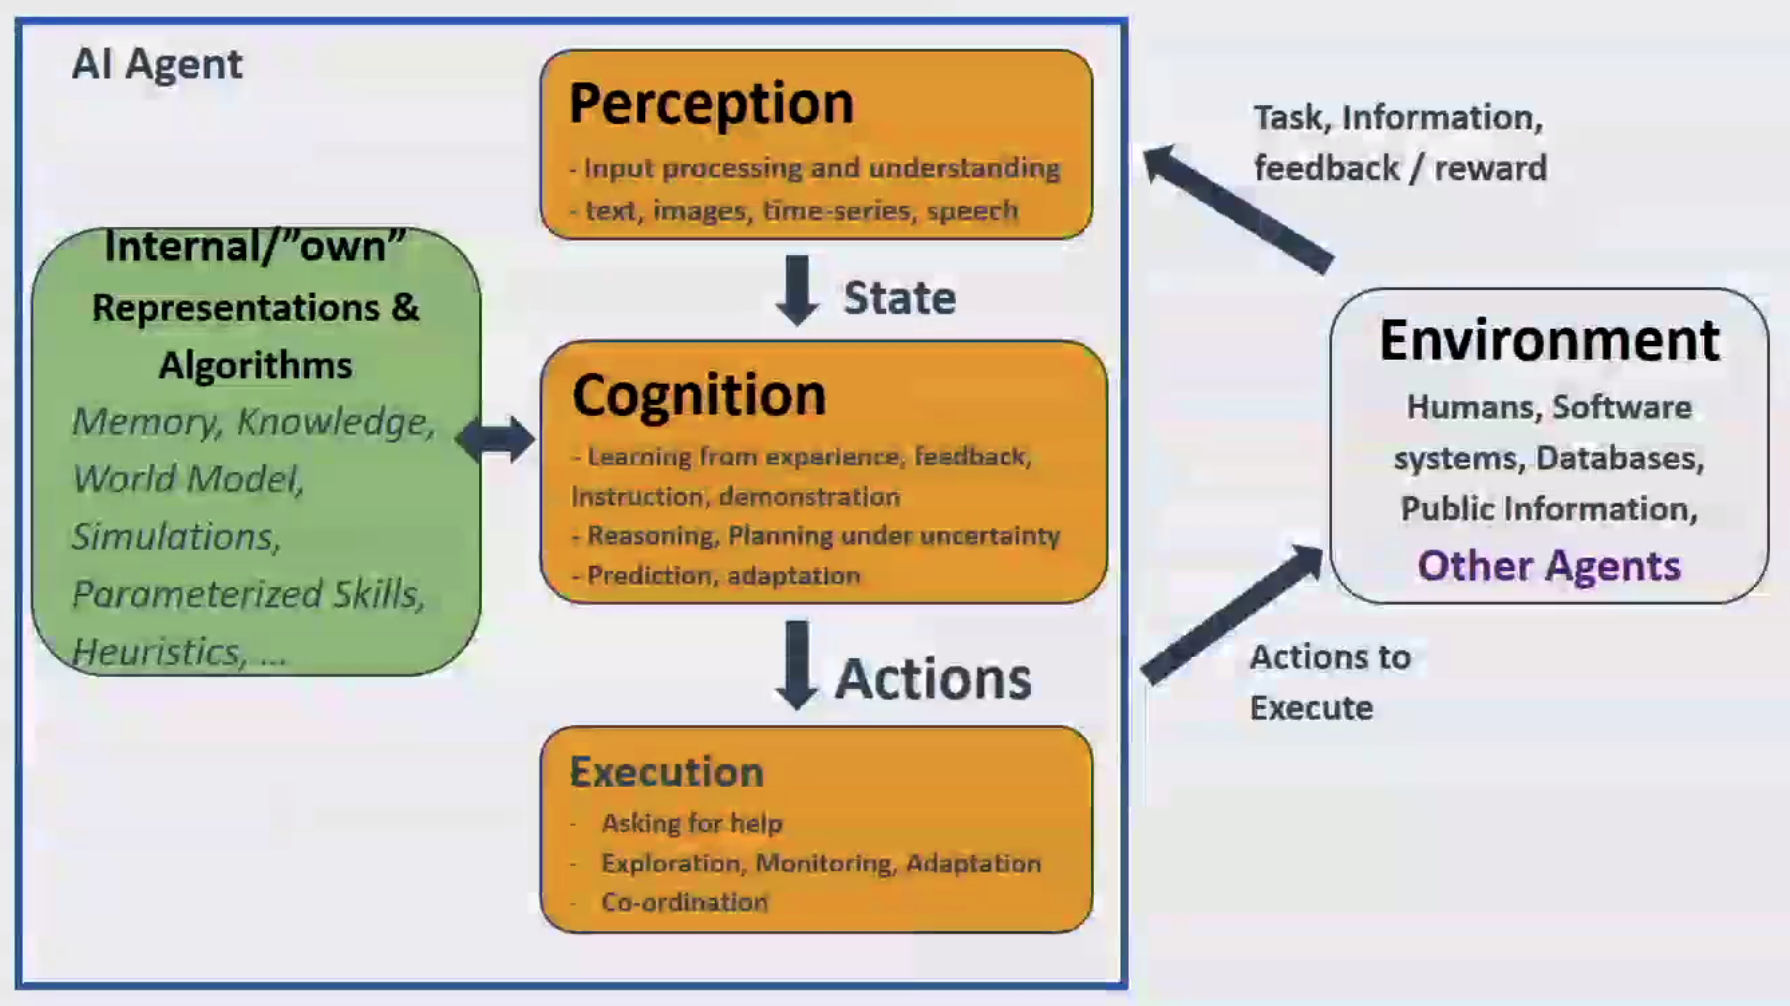 AI Agent
Perception
- Input processing and understanding
- text, images, time-series, speech
State
Internal/”own”
Representations &
Algorithms
Memory, Knowledge,
World Model,
Simulations,
Parameterized Skills,
Heuristics, ...
Cognition
- Learning from experience, feedback,
Instruction, demonstration
- Reasoning, Planning under uncertainty
- Prediction, adaptation
Actions
Execution
- Asking for help
- Exploration, Monitoring, Adaptation
- Co-ordination
Task, Information,
feedback / reward
Environment
Humans, Software
systems, Databases,
Public Information,
Other Agents
Actions to
Execute